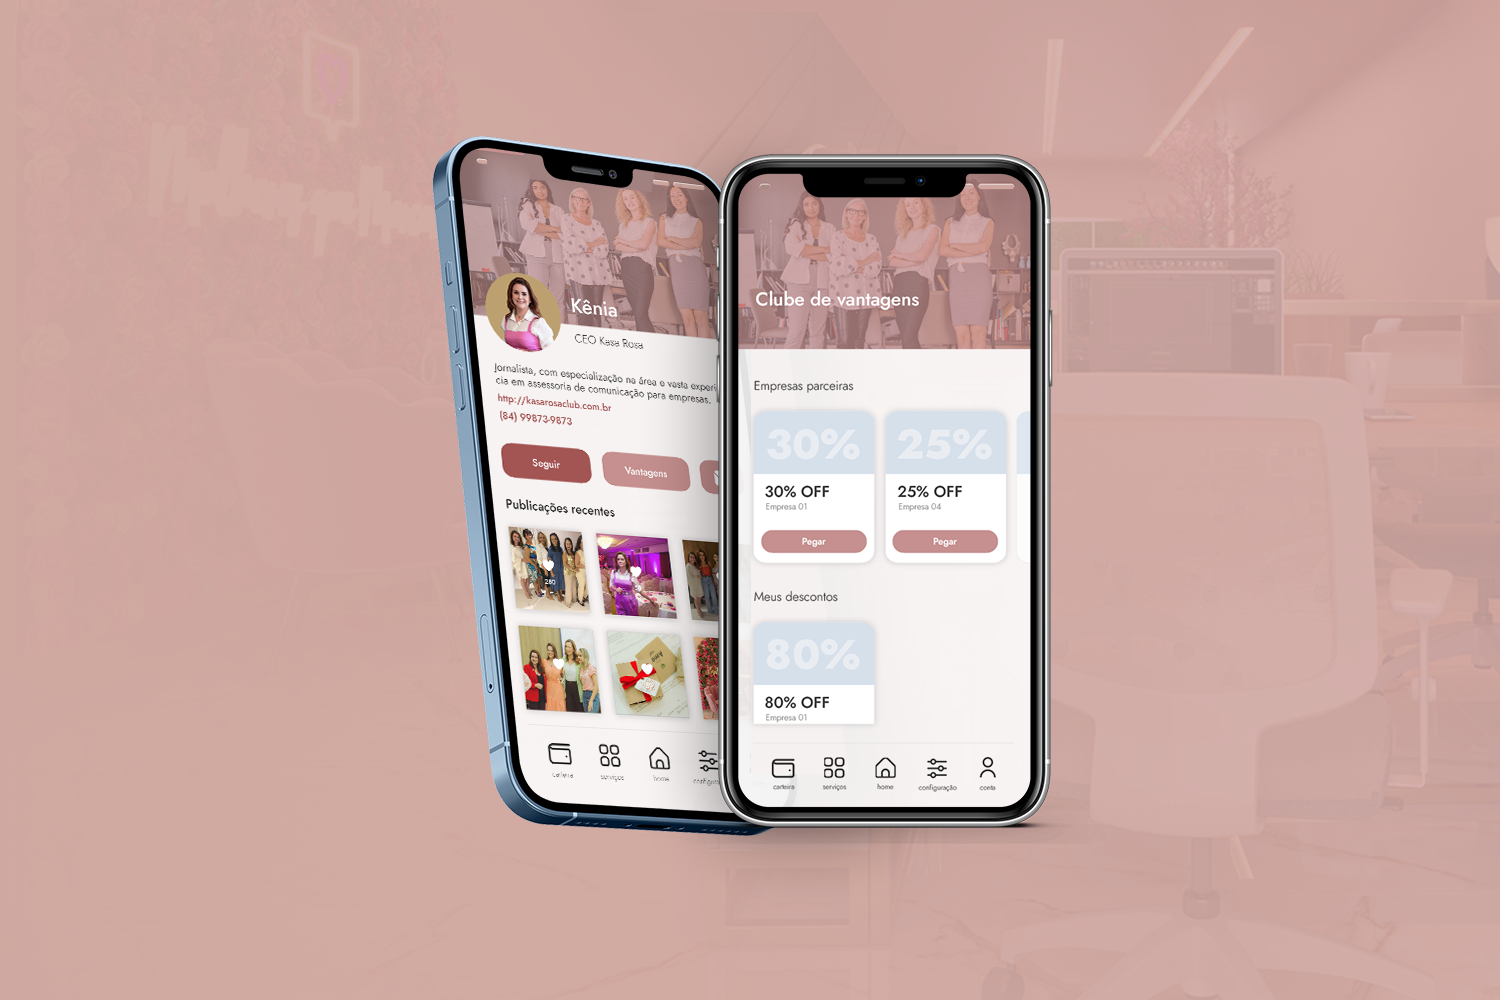 Kênia
CEO Kasa Rosa
Jornalista, com especialização na área e vasta experi
cia em assessoria de comunicação para empresas.
http://kasarosaclub.com.br
(84) 99873-9873
Seguir
Vantagens
Publicações recentes
280
carteira
serviços
home
Clube de vantagens
Empresas parceiras
30%
25%
30% OFF
25% OFF
Empresa 01
Empresa 04
Pegar
Pegar
Meus descontos
80%
80% OFF
Empresa 01
carteira
serviços
home
configuração
conta